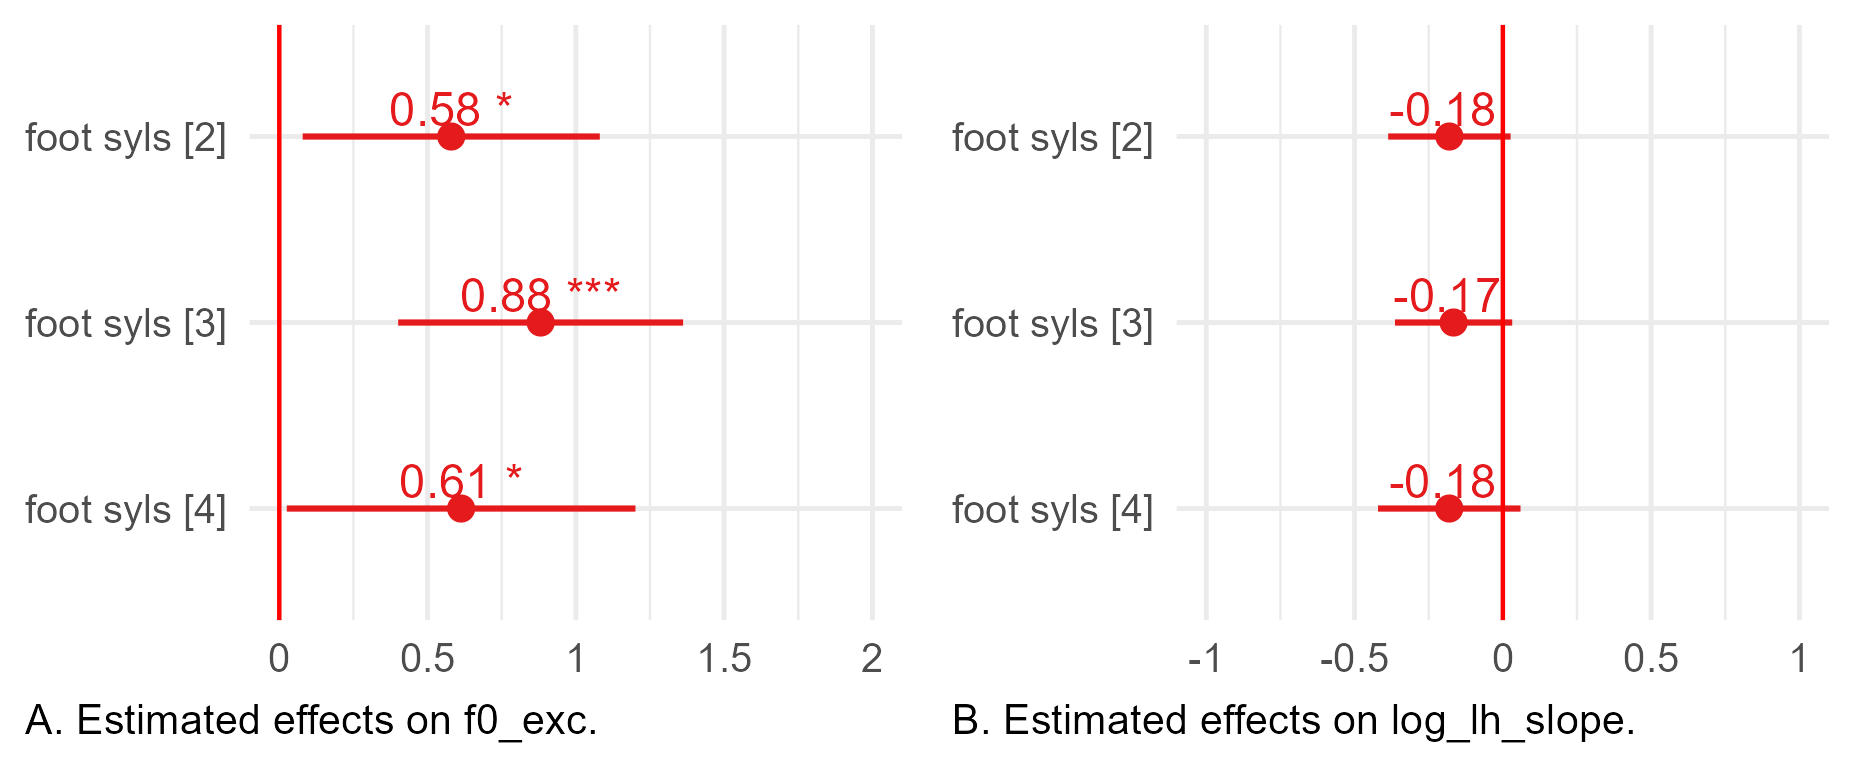 0.58 *
foot syls [2]
0.88 ***
foot syls [3]
0.61 *
foot syls [4]
0 0.5 1 1.5 2
A. Estimated effects on f0_exc.
-0.18
foot syls [2]
-0.17
foot syls [3]
-0.18
foot syls [4]
-1 -0.5 0 0.5 1
B. Estimated effects on log_lh_slope.